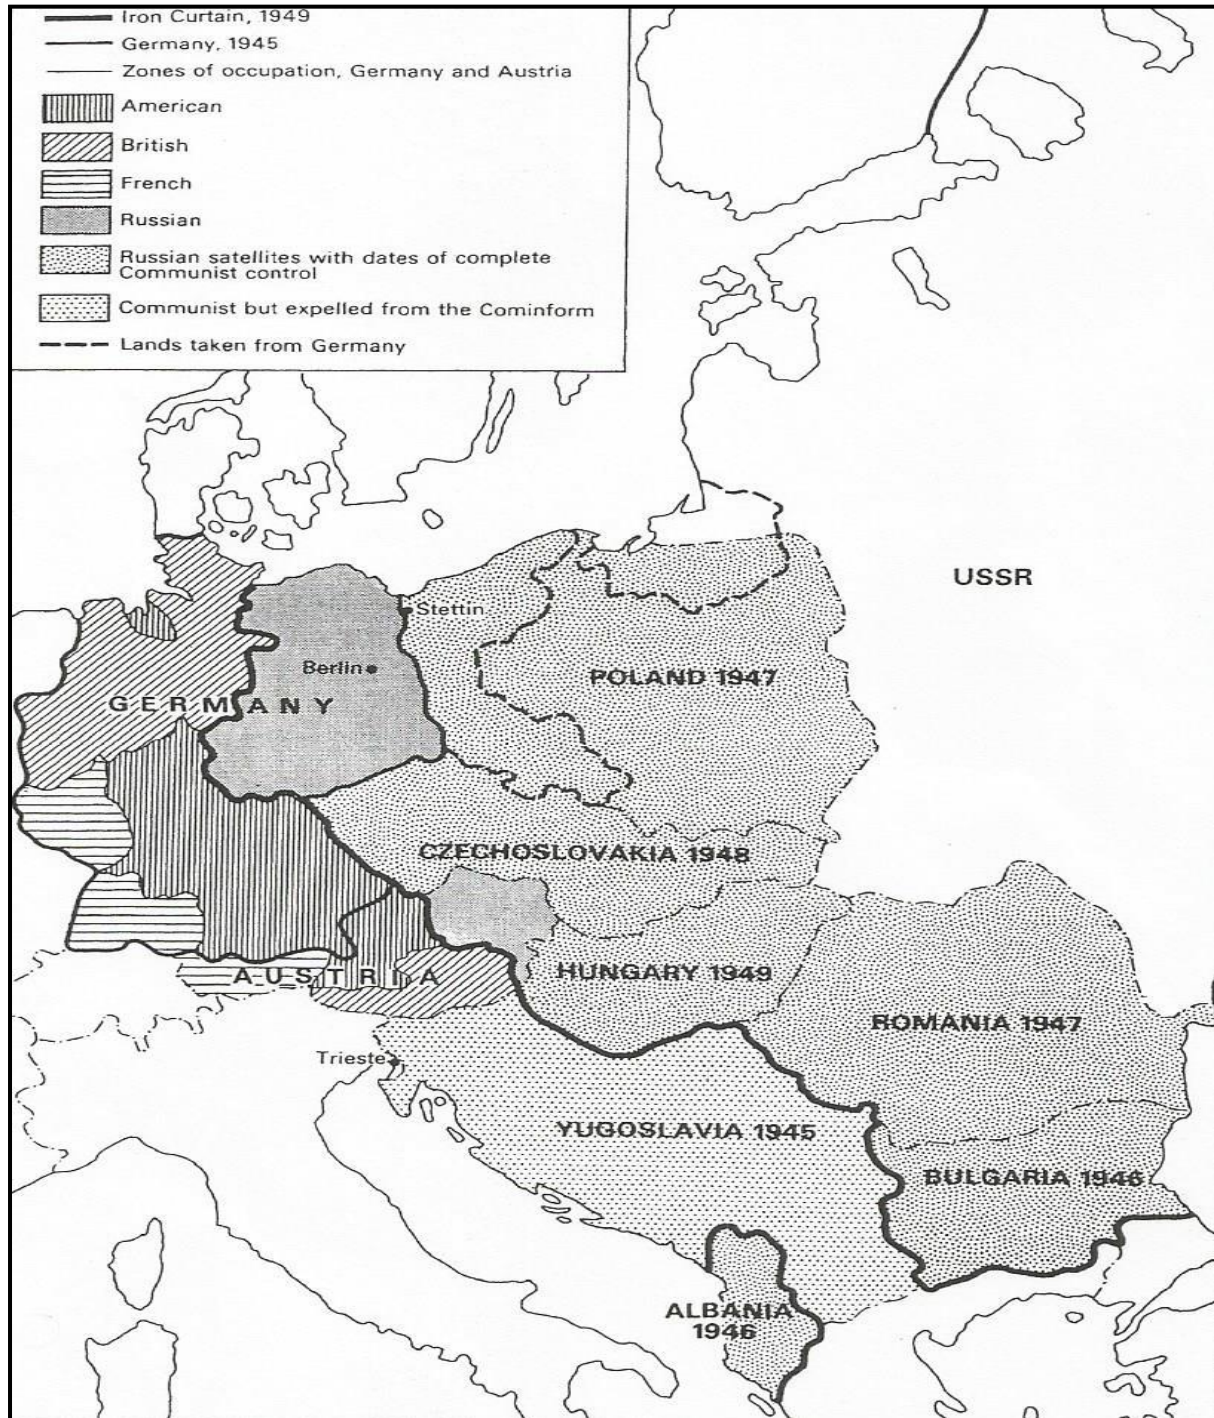 Iron Curtain, 1949
Germany, 1945
Zones of occupation, Germany and Austria
American
British
French
Russian
Russian satellites with dates of complete
Communist control
Communist but expelled from the Cominform
Lands taken from Germany
USSR
Stettin
Berlin
POLAND 1947
GERMANY
CZECHOSLOVAKIA 1948
HUNGARY 1949
AUSTRIA
ROMANIA 1947
Trieste
YUGOSLAVIA 1945
BULGARIA 1946
ALBANIA
1946